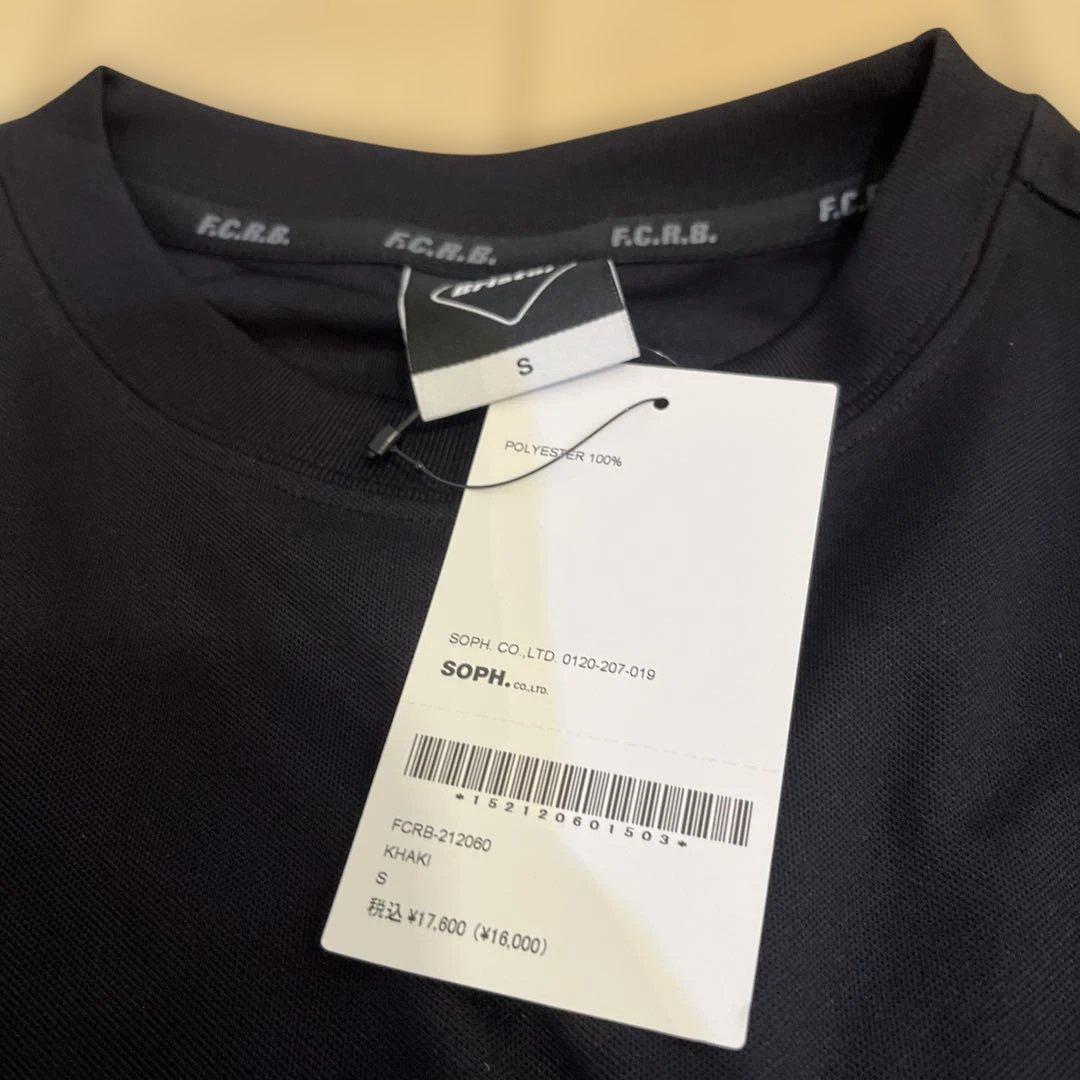 F.C.R.B. F.C.R.B. F.C.R.B. F.C.
Bristol
S
POLYESTER 100%
SOPH. CO.,LTD. 0120-207-019
SOPH. CO.,LTD.
*152120601503*
FCRB-212060
KHAKI
S
税込 ¥17,600 (¥16,000)